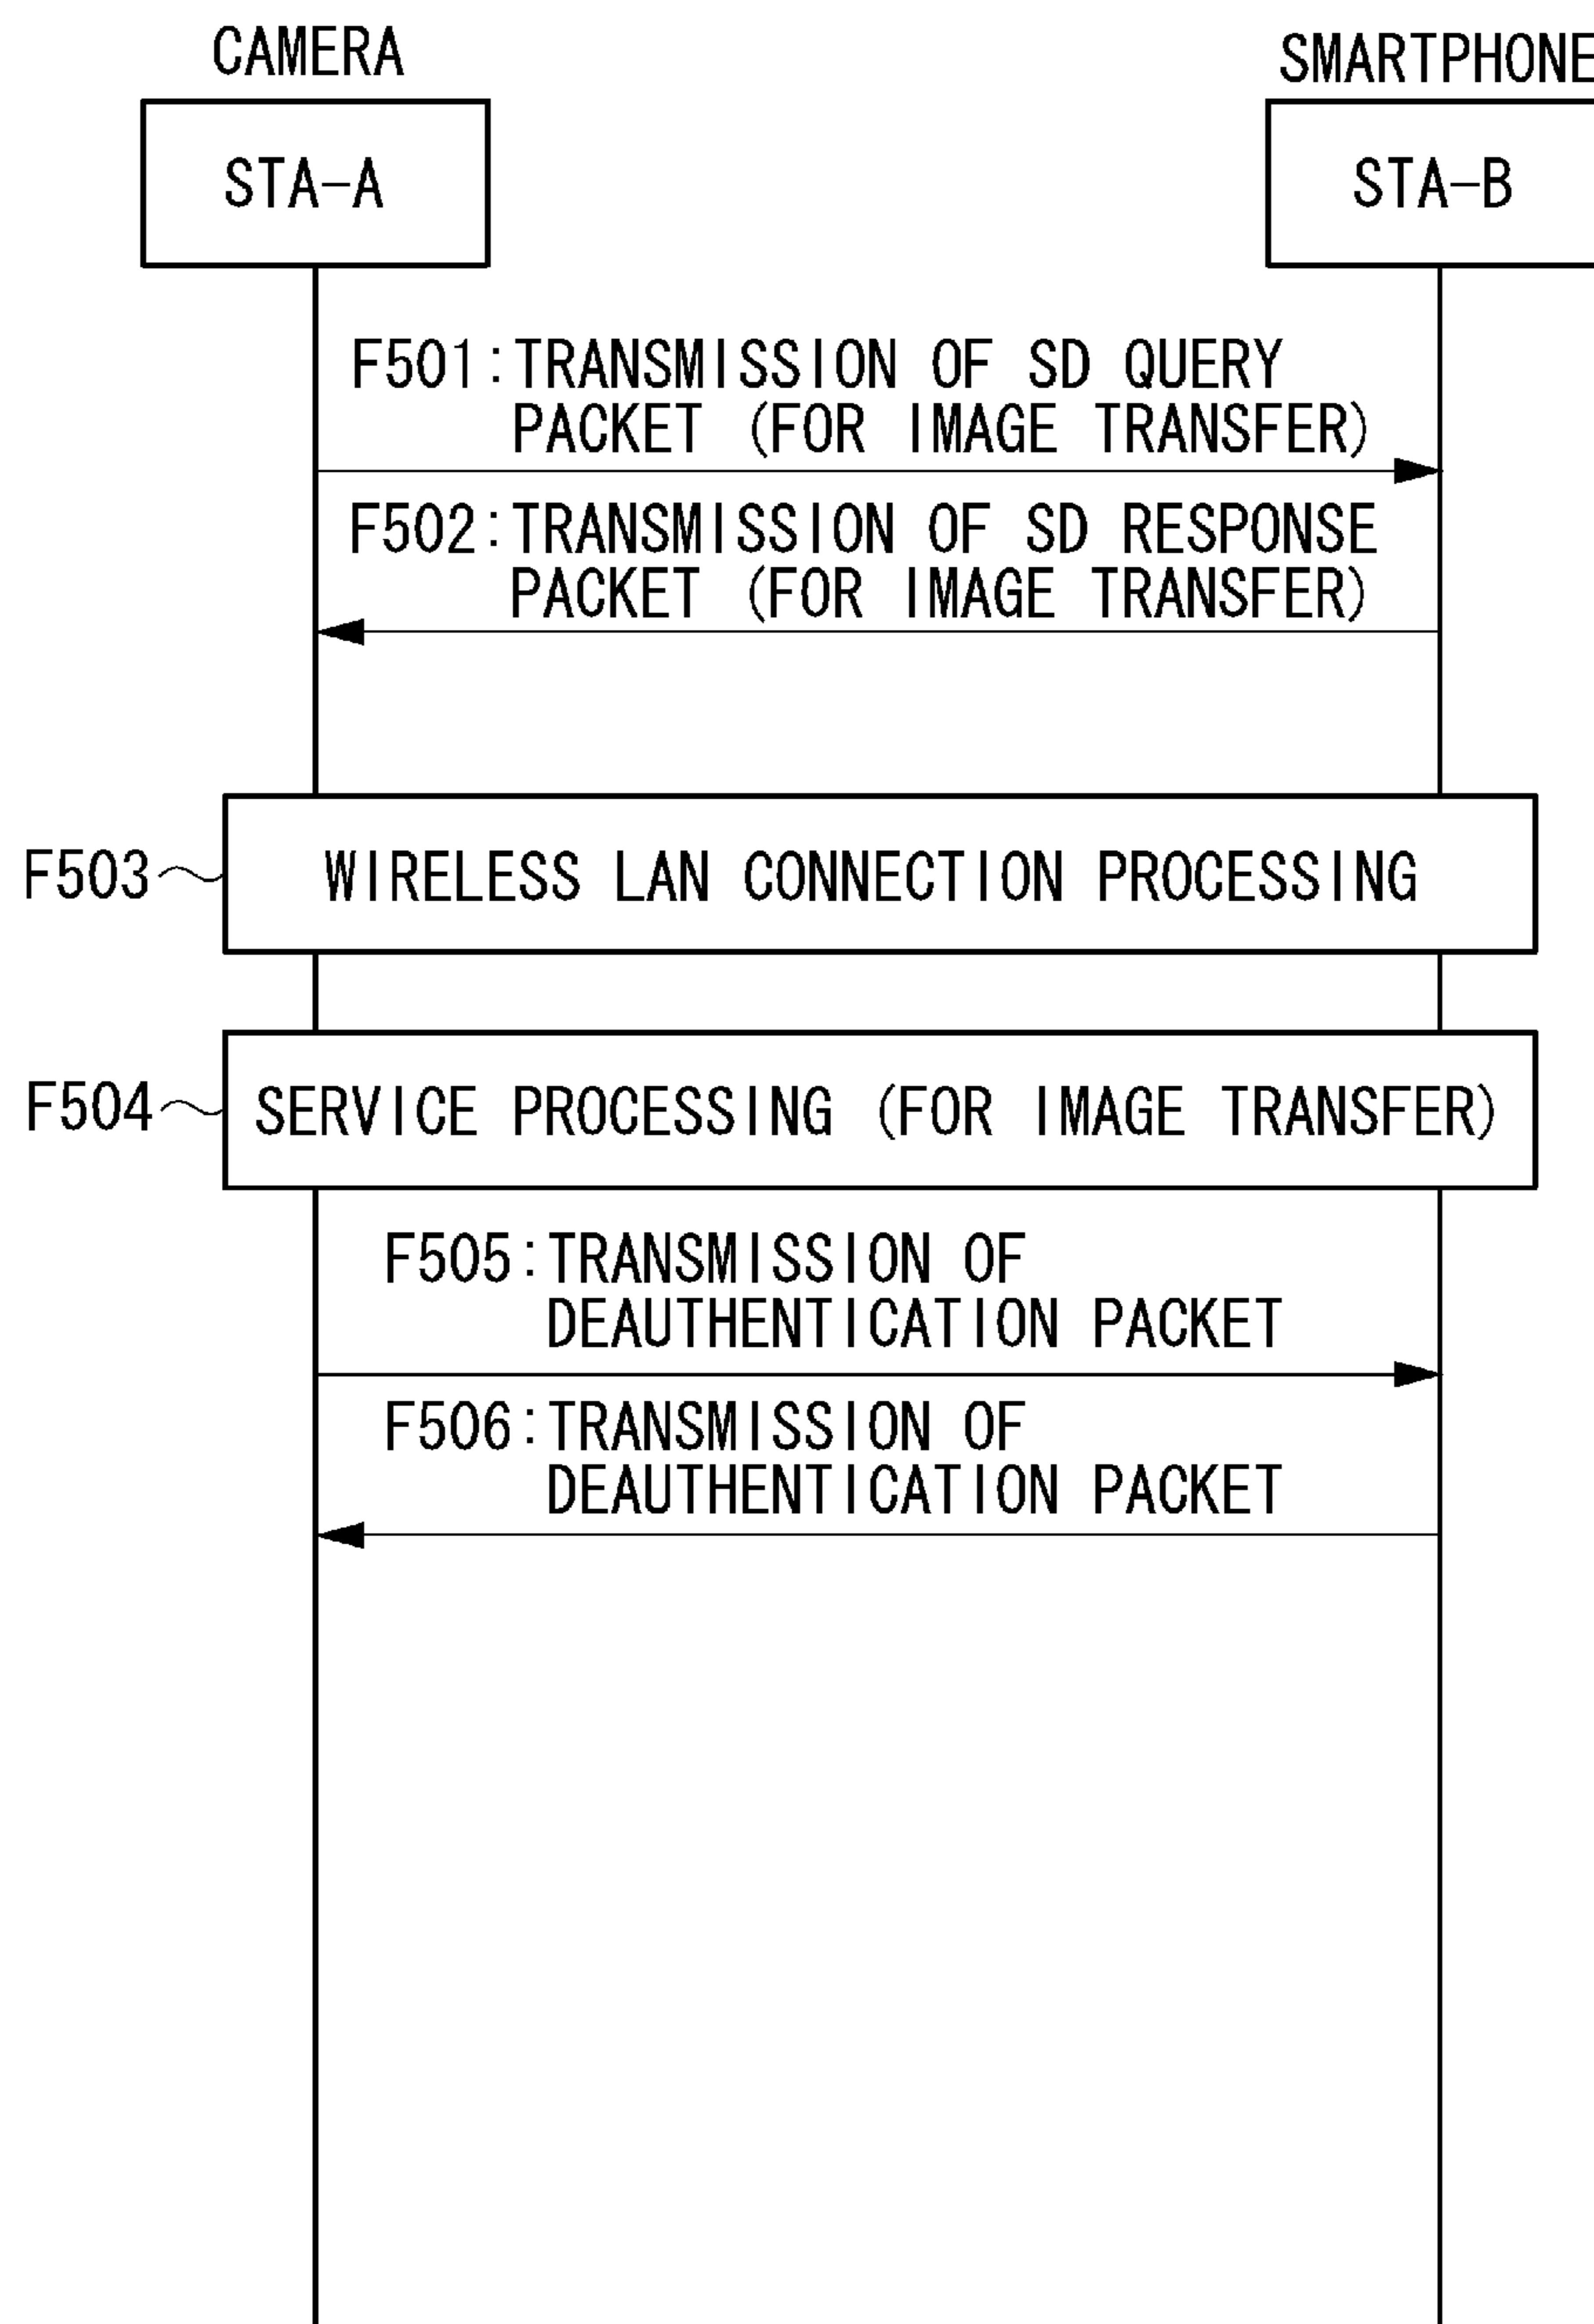 CAMERA
SMARTPHONE
STA-A
STA-B
F501:TRANSMISSION OF SD QUERY
PACKET (FOR IMAGE TRANSFER)
F502:TRANSMISSION OF SD RESPONSE
PACKET (FOR IMAGE TRANSFER)
F503
WIRELESS LAN CONNECTION PROCESSING
F504
SERVICE PROCESSING (FOR IMAGE TRANSFER)
F505:TRANSMISSION OF
DEAUTHENTICATION PACKET
F506:TRANSMISSION OF
DEAUTHENTICATION PACKET